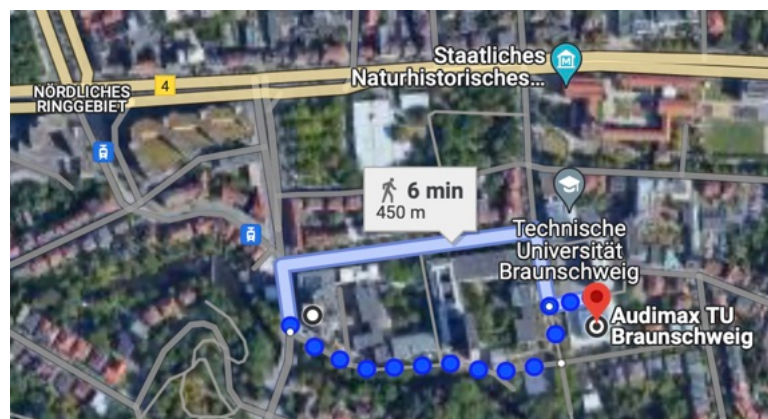 Staatliches
Naturhistorisches...
NÖRDLICHES
RINGGEBIET
4
M
6 min
450 m
Technische
Universität
Braunschweig
Audimax TU
Braunschweig